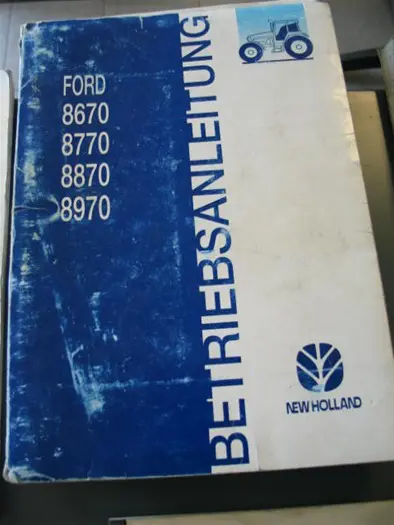 FORD
8670
8770
8870
8970
BETRIEBSANLEITUNG
NEW HOLLAND